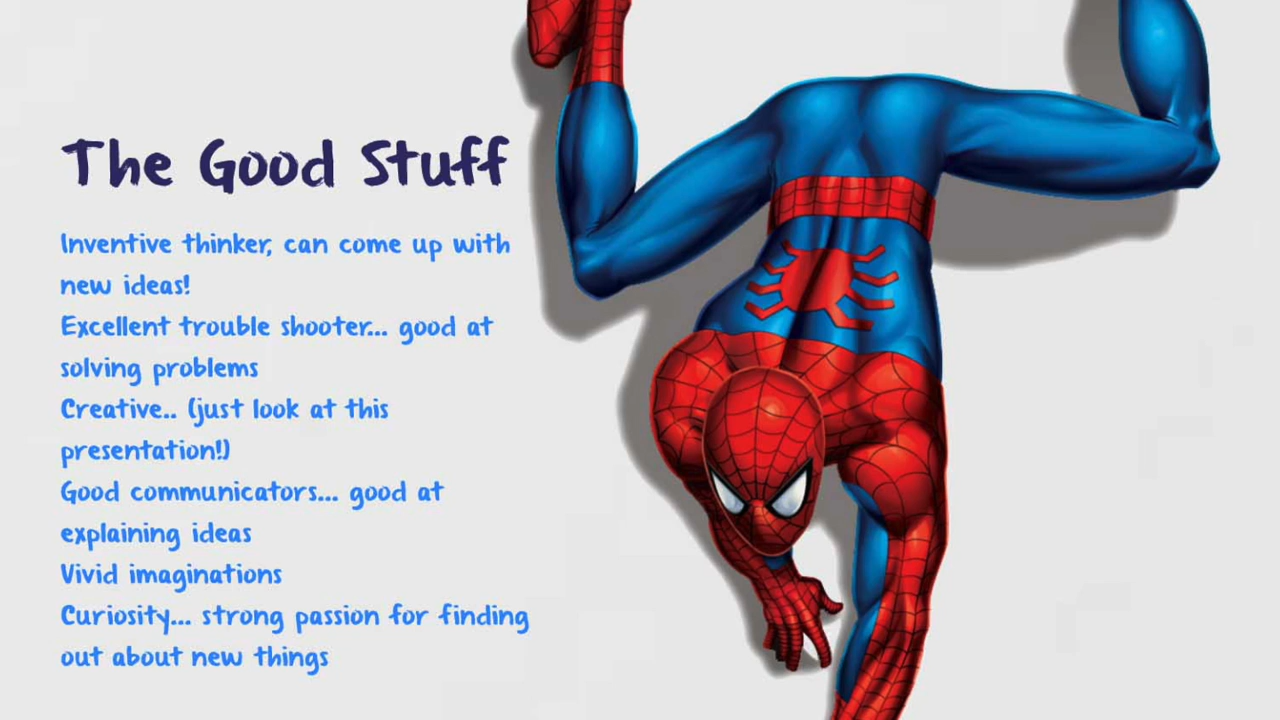 The Good Stuff
Inventive thinker, can come up with
new ideas!
Excellent trouble shooter... good at
solving problems
Creative.. (just look at this
presentation!)
Good communicators... good at
explaining ideas
Vivid imaginations
Curiosity... strong passion for finding
out about new things